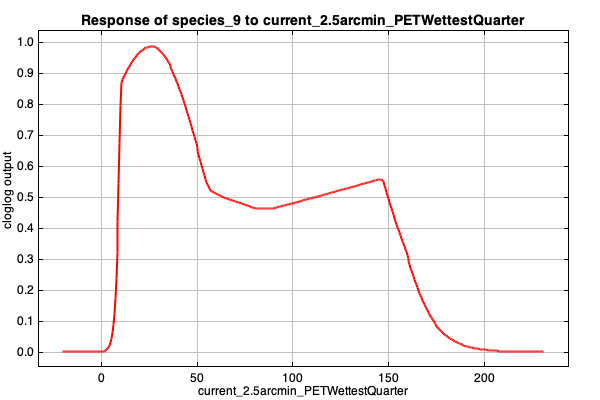 Response of species_9 to current_2.5arcmin_PETWettestQuarter
1.0
0.9
0.8
0.7
0.6
0.5
0.4
0.3
0.2
0.1
0.0
cloglog output
0 50 100 150 200
current_2.5arcmin_PETWettestQuarter